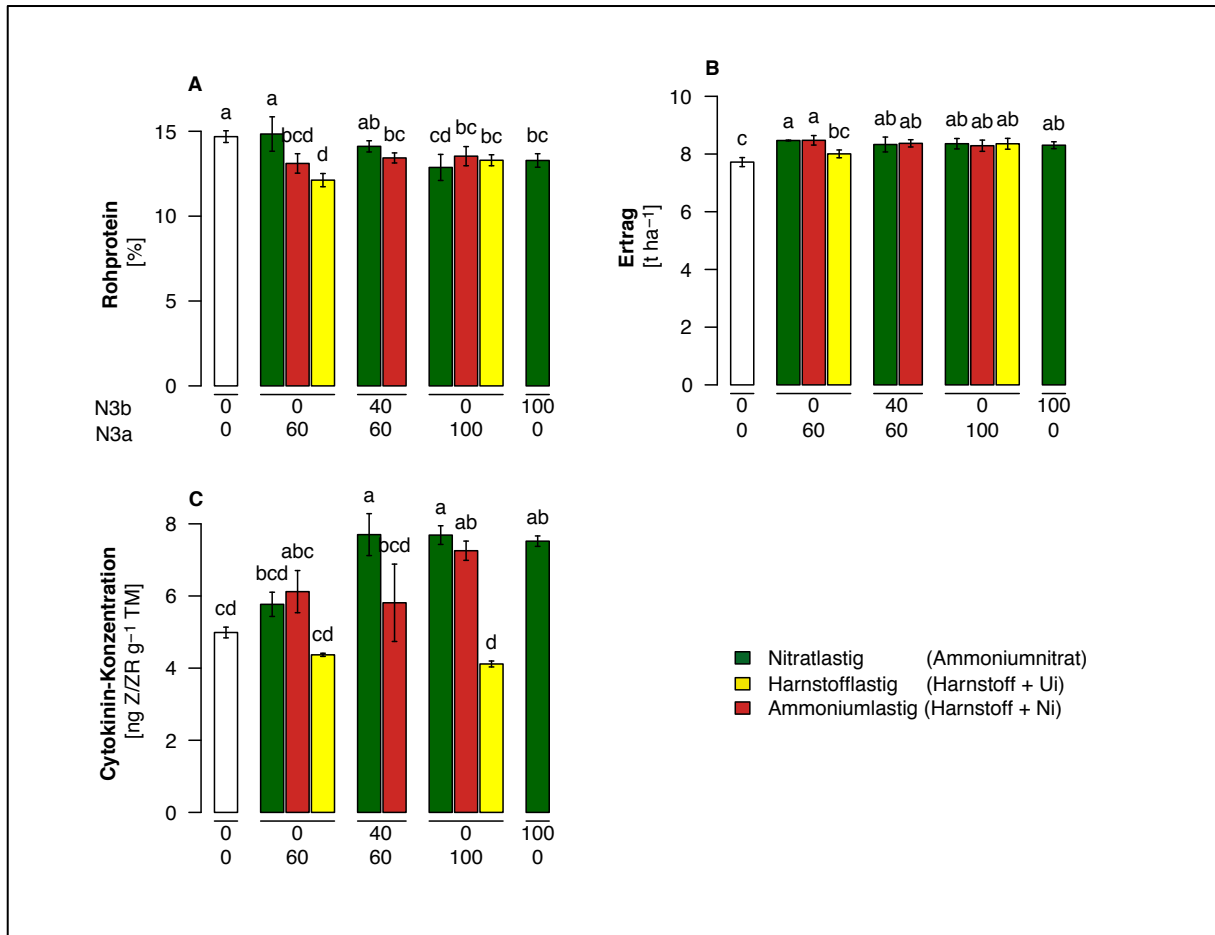 A
Rohprotein
[%]
15
10
5
0
a
a
bcd
d
ab
bc
cd
bc
bc
bc
N3b
0
0
40
0
100
N3a
0
60
60
100
0
B
Ertrag
[t ha−1]
10
8
6
4
2
0
c
a
a
bc
ab
ab
ab
ab
ab
ab
0
0
40
0
100
0
60
60
100
0
C
Cytokinin-Konzentration
[ng Z/ZR g−1 TM]
8
6
4
2
0
cd
bcd
abc
cd
a
bcd
a
ab
d
ab
0
0
40
0
100
0
60
60
100
0
Nitratlastig (Ammoniumnitrat)
Harnstofflastig (Harnstoff + Ui)
Ammoniumlastig (Harnstoff + Ni)